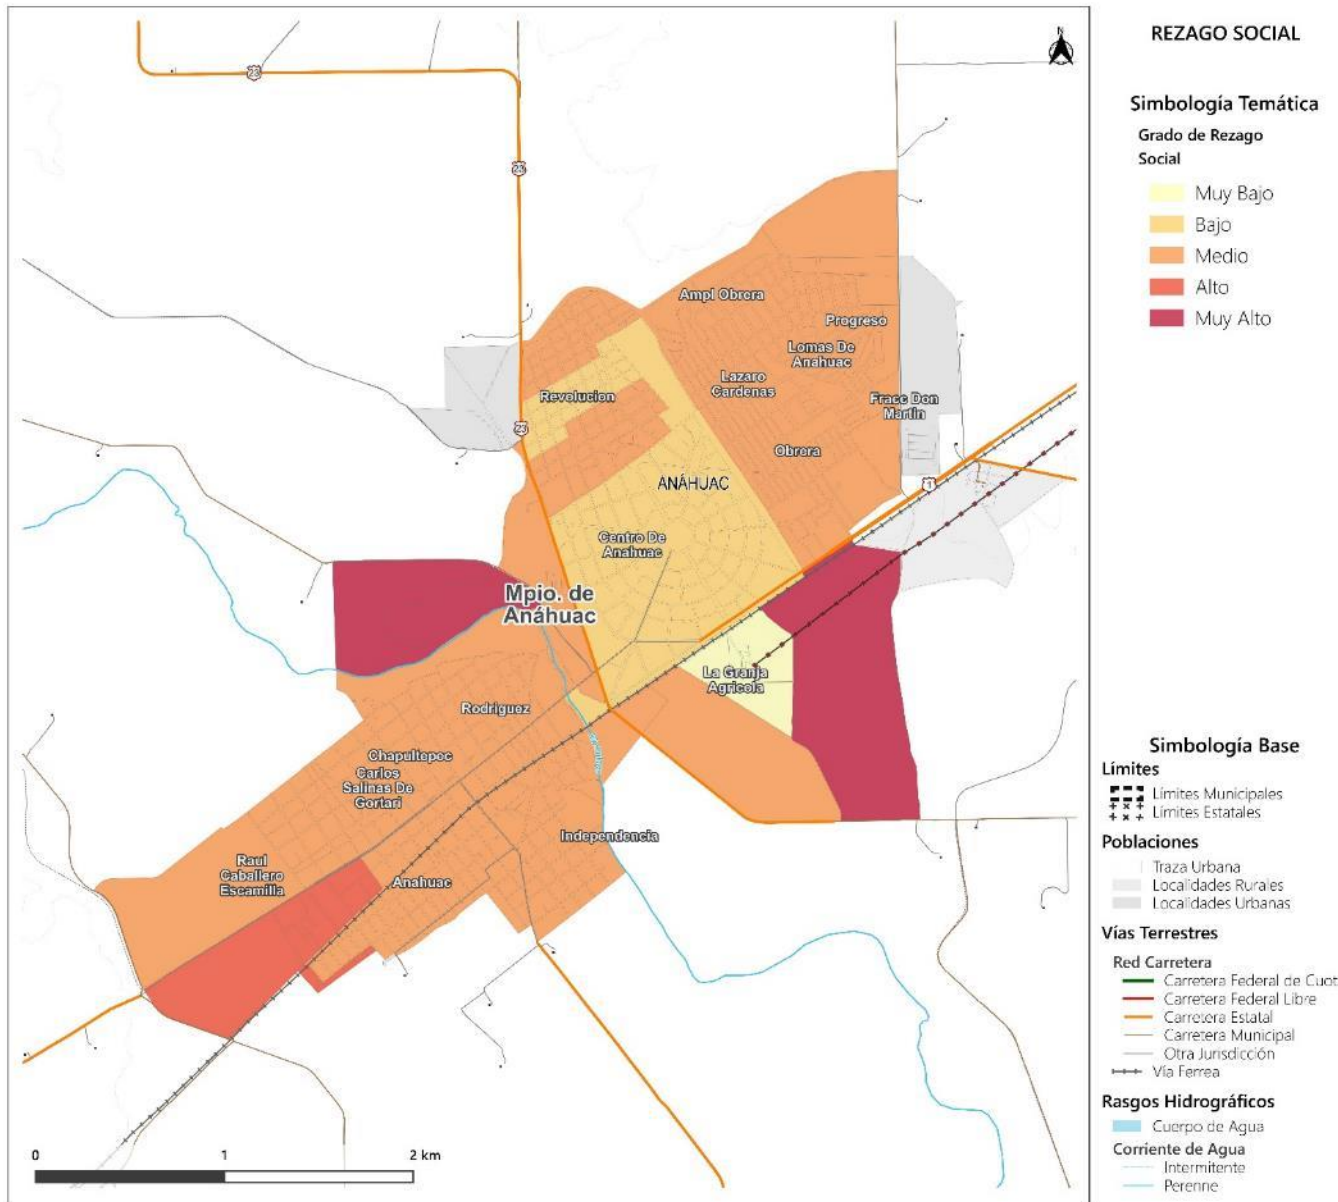 N
23
23
23
1
Ampl Obrera
Progreso
Lomas De
Anahuac
Lazaro
Cardenas
Revolucion
Fracc Don
Martin
Obrera
ANÁHUAC
Centro De
Anahuac
Mpio. de
Anáhuac
La Granja
Agricola
Rodriguez
Chapultepec
Carlos
Salinas De
Gortari
Independencia
Raul
Caballero
Escamilla
Anahuac
0 1 2 km
REZAGO SOCIAL
Simbología Temática
Grado de Rezago
Social
Muy Bajo
Bajo
Medio
Alto
Muy Alto
Simbología Base
Límites
Límites Municipales
Límites Estatales
Poblaciones
Traza Urbana
Localidades Rurales
Localidades Urbanas
Vías Terrestres
Red Carretera
Carretera Federal de Cuot
Carretera Federal Libre
Carretera Estatal
Carretera Municipal
Otra Jurisdicción
Vía Ferrea
Rasgos Hidrográficos
Cuerpo de Agua
Corriente de Agua
Intermitente
Perenne